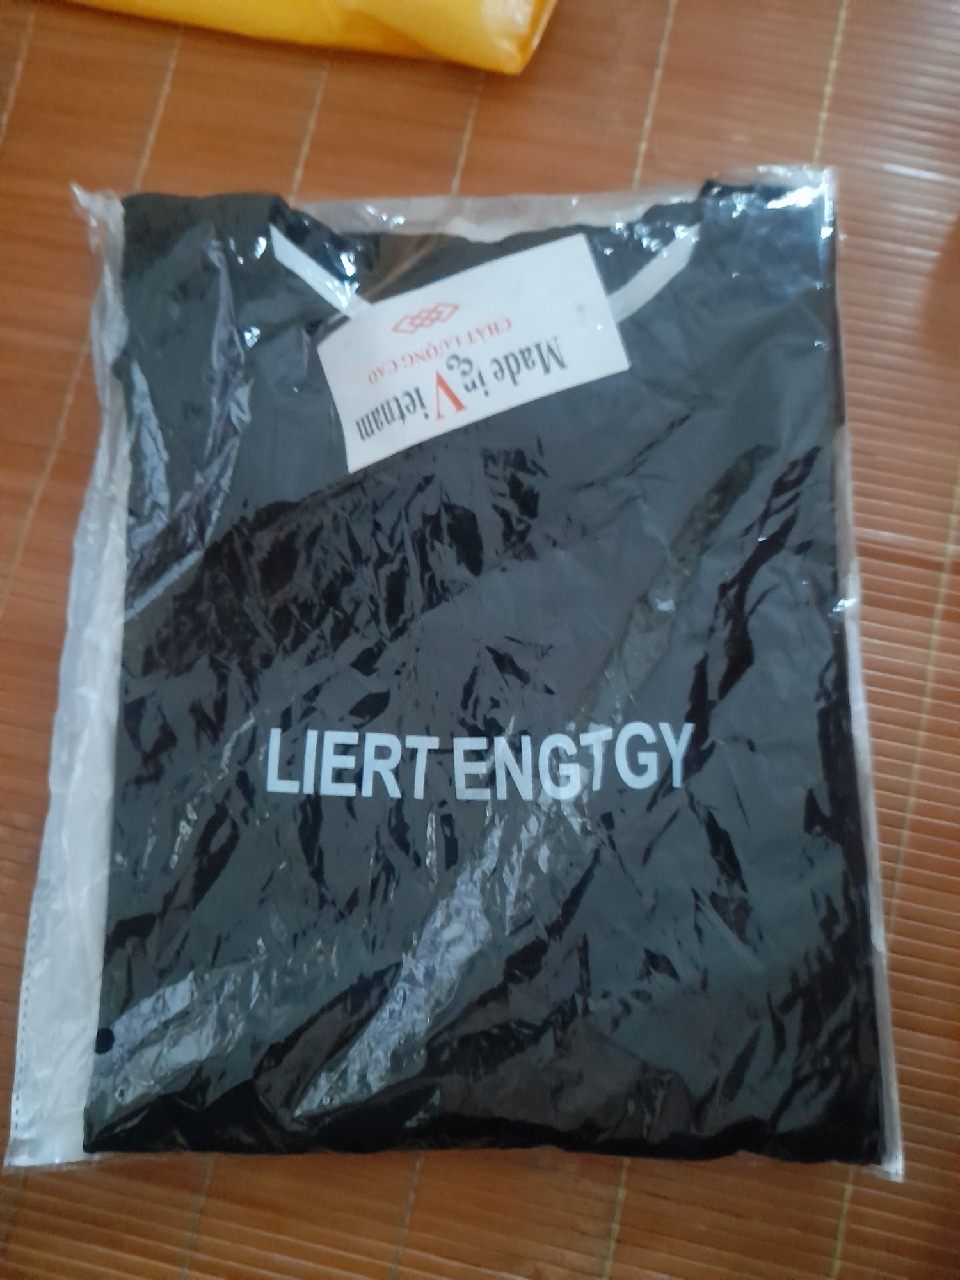 Made in Vietnam
CHẤT LƯỢNG CAO
LIERT ENGTGY